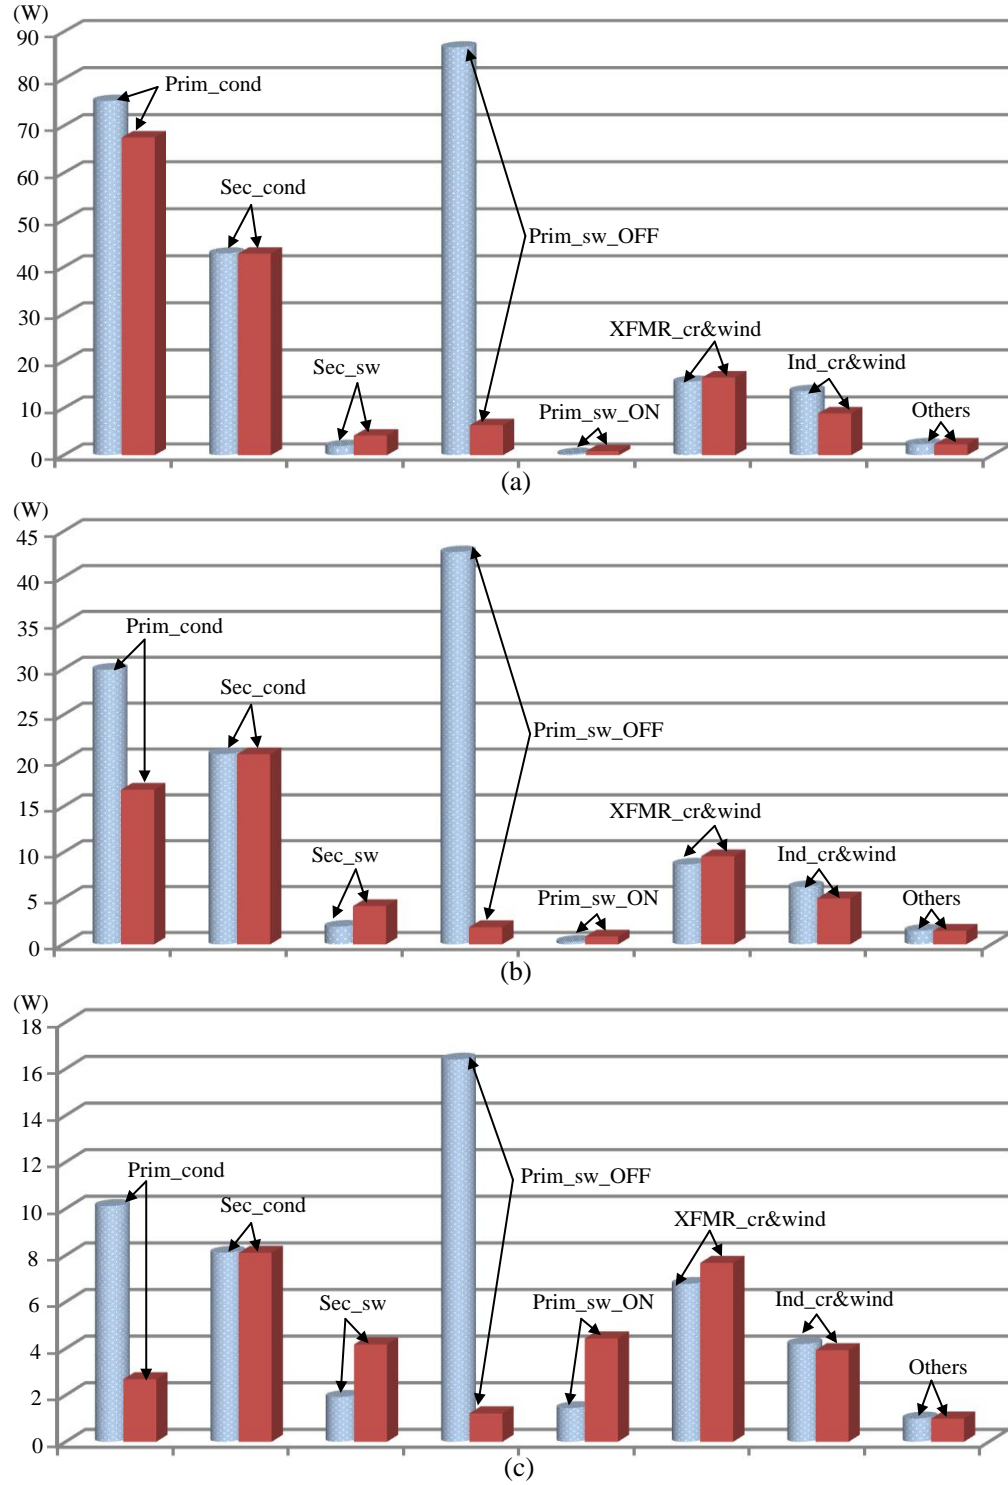 (W)
90
80
70
60
50
40
30
20
10
0
Prim_cond
Sec_cond
Sec_sw
Prim_sw_OFF
Prim_sw_ON
XFMR_cr&wind
Ind_cr&wind
Others
(a)
(W)
45
40
35
30
25
20
15
10
5
0
Prim_cond
Sec_cond
Sec_sw
Prim_sw_OFF
Prim_sw_ON
XFMR_cr&wind
Ind_cr&wind
Others
(b)
(W)
18
16
14
12
10
8
6
4
2
0
Prim_cond
Sec_cond
Sec_sw
Prim_sw_OFF
Prim_sw_ON
XFMR_cr&wind
Ind_cr&wind
Others
(c)